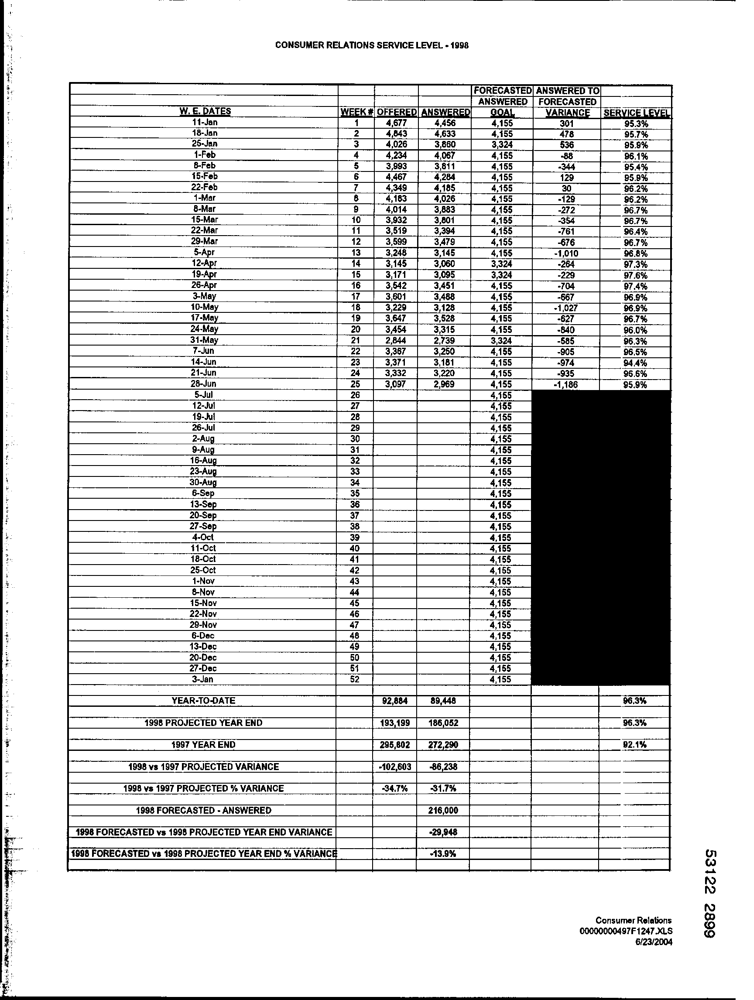 CONSUMER RELATIONS SERVICE LEVEL - 1998
FORECASTED ANSWERED TO
ANSWERED FORECASTED
W. E. DATES WEEK # OFFERED ANSWERED GOAL VARIANCE SERVICE LEVEL
11-Jan 1 4,677 4,456 4,155 301 95.3%
18-Jan 2 4,843 4,633 4,155 478 95.7%
25-Jan 3 4,026 3,860 3,324 536 95.9%
1-Feb 4 4,234 4,067 4,155 -88 96.1%
8-Feb 5 3,993 3,811 4,155 -344 95.4%
15-Feb 6 4,467 4,284 4,155 129 95.9%
22-Feb 7 4,349 4,185 4,155 30 96.2%
1-Mar 8 4,183 4,026 4,155 -129 96.2%
8-Mar 9 4,014 3,883 4,155 -272 96.7%
15-Mar 10 3,932 3,801 4,155 -354 96.7%
22-Mar 11 3,519 3,394 4,155 -761 96.4%
29-Mar 12 3,599 3,479 4,155 -676 96.7%
5-Apr 13 3,248 3,145 4,155 -1,010 96.8%
12-Apr 14 3,145 3,060 3,324 -264 97.3%
19-Apr 15 3,171 3,095 3,324 -229 97.6%
26-Apr 16 3,542 3,451 4,155 -704 97.4%
3-May 17 3,601 3,488 4,155 -667 96.9%
10-May 18 3,229 3,128 4,155 -1,027 96.9%
17-May 19 3,647 3,528 4,155 -627 96.7%
24-May 20 3,454 3,315 4,155 -840 96.0%
31-May 21 2,844 2,739 3,324 -585 96.3%
7-Jun 22 3,367 3,250 4,155 -905 96.5%
14-Jun 23 3,371 3,181 4,155 -974 94.4%
21-Jun 24 3,332 3,220 4,155 -935 96.6%
28-Jun 25 3,097 2,969 4,155 -1,186 95.9%
5-Jul 26 4,155
12-Jul 27 4,155
19-Jul 28 4,155
26-Jul 29 4,155
2-Aug 30 4,155
9-Aug 31 4,155
16-Aug 32 4,155
23-Aug 33 4,155
30-Aug 34 4,155
6-Sep 35 4,155
13-Sep 36 4,155
20-Sep 37 4,155
27-Sep 38 4,155
4-Oct 39 4,155
11-Oct 40 4,155
18-Oct 41 4,155
25-Oct 42 4,155
1-Nov 43 4,155
8-Nov 44 4,155
15-Nov 45 4,155
22-Nov 46 4,155
29-Nov 47 4,155
6-Dec 48 4,155
13-Dec 49 4,155
20-Dec 50 4,155
27-Dec 51 4,155
3-Jan 52 4,155
YEAR-TO-DATE 92,884 89,448 96.3%
1998 PROJECTED YEAR END 193,199 186,052 96.3%
1997 YEAR END 295,802 272,290 92.1%
1998 vs 1997 PROJECTED VARIANCE -102,603 -86,238
1998 vs 1997 PROJECTED % VARIANCE -34.7% -31.7%
1998 FORECASTED - ANSWERED 216,000
1998 FORECASTED vs 1998 PROJECTED YEAR END VARIANCE -29,948
1998 FORECASTED vs 1998 PROJECTED YEAR END % VARIANCE -13.9%
Consumer Relations
00000000497F1247.XLS
6/23/2004
53122 2899